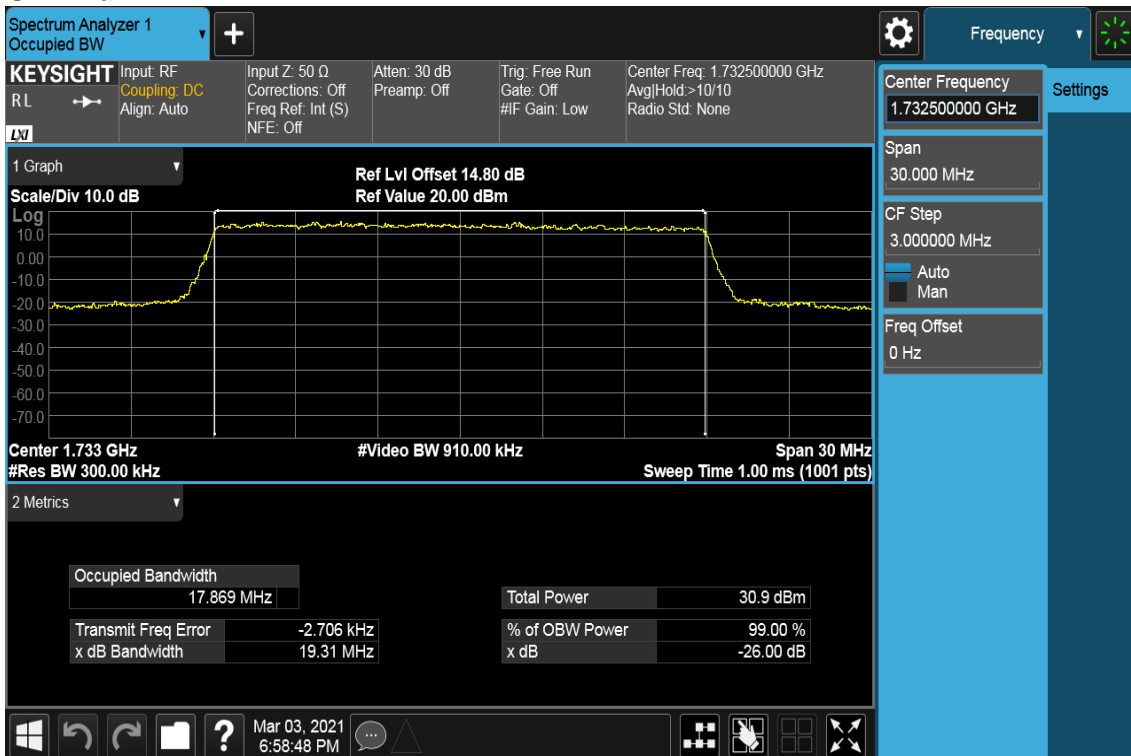 Spectrum Analyzer 1
Occupied BW
+
Frequency
KEYSIGHT
RL
LXI
Input: RF
Coupling: DC
Align: Auto
Input Z: 50 Ω
Corrections: Off
Freq Ref: Int (S)
NFE: Off
Atten: 30 dB
Preamp: Off
Trig: Free Run
Gate: Off
#IF Gain: Low
Center Freq: 1.732500000 GHz
Avg|Hold:>10/10
Radio Std: None
Center Frequency
1.732500000 GHz
Settings
Span
30.000 MHz
CF Step
3.000000 MHz
Auto
Man
Freq Offset
0 Hz
1 Graph
Scale/Div 10.0 dB
Ref Lvl Offset 14.80 dB
Ref Value 20.00 dBm
Log
10.0
0.00
-10.0
-20.0
-30.0
-40.0
-50.0
-60.0
-70.0
Center 1.733 GHz
#Video BW 910.00 kHz
Span 30 MHz
#Res BW 300.00 kHz
Sweep Time 1.00 ms (1001 pts)
2 Metrics
Occupied Bandwidth
17.869 MHz
Total Power 30.9 dBm
Transmit Freq Error -2.706 kHz
% of OBW Power 99.00 %
x dB Bandwidth 19.31 MHz
x dB -26.00 dB
?
Mar 03, 2021
6:58:48 PM